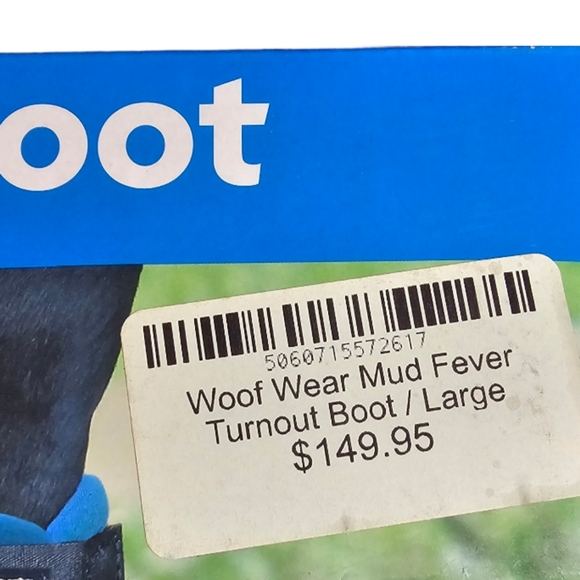 oot
5060715572617
Woof Wear Mud Fever
Turnout Boot / Large
$149.95